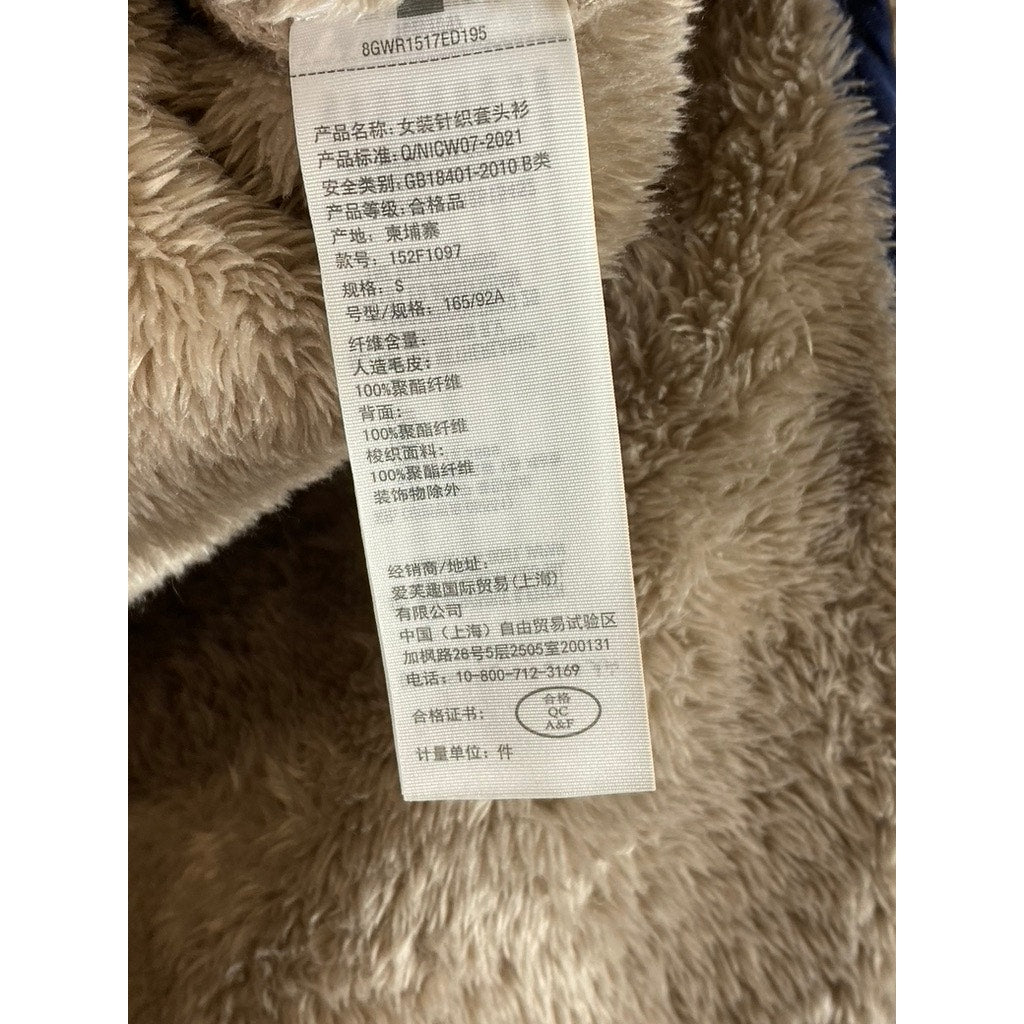 8GWR1517ED195
产品名称：女装针织套头衫
产品标准：Q/NICW07-2021
安全类别：GB18401-2010 B类
产品等级：合格品
产地：柬埔寨
款号：152F1097
规格：S
号型/规格：165/92A
纤维含量：
人造毛皮：
100%聚酯纤维
背面：
100%聚酯纤维
梭织面料：
100%聚酯纤维
装饰物除外
经销商/地址：
爱芙趣国际贸易(上海)
有限公司
中国（上海）自由贸易试验区
加枫路28号5层2505室200131
电话：10-800-712-3169
合格证书：
合格
QC
A&F
计量单位：件